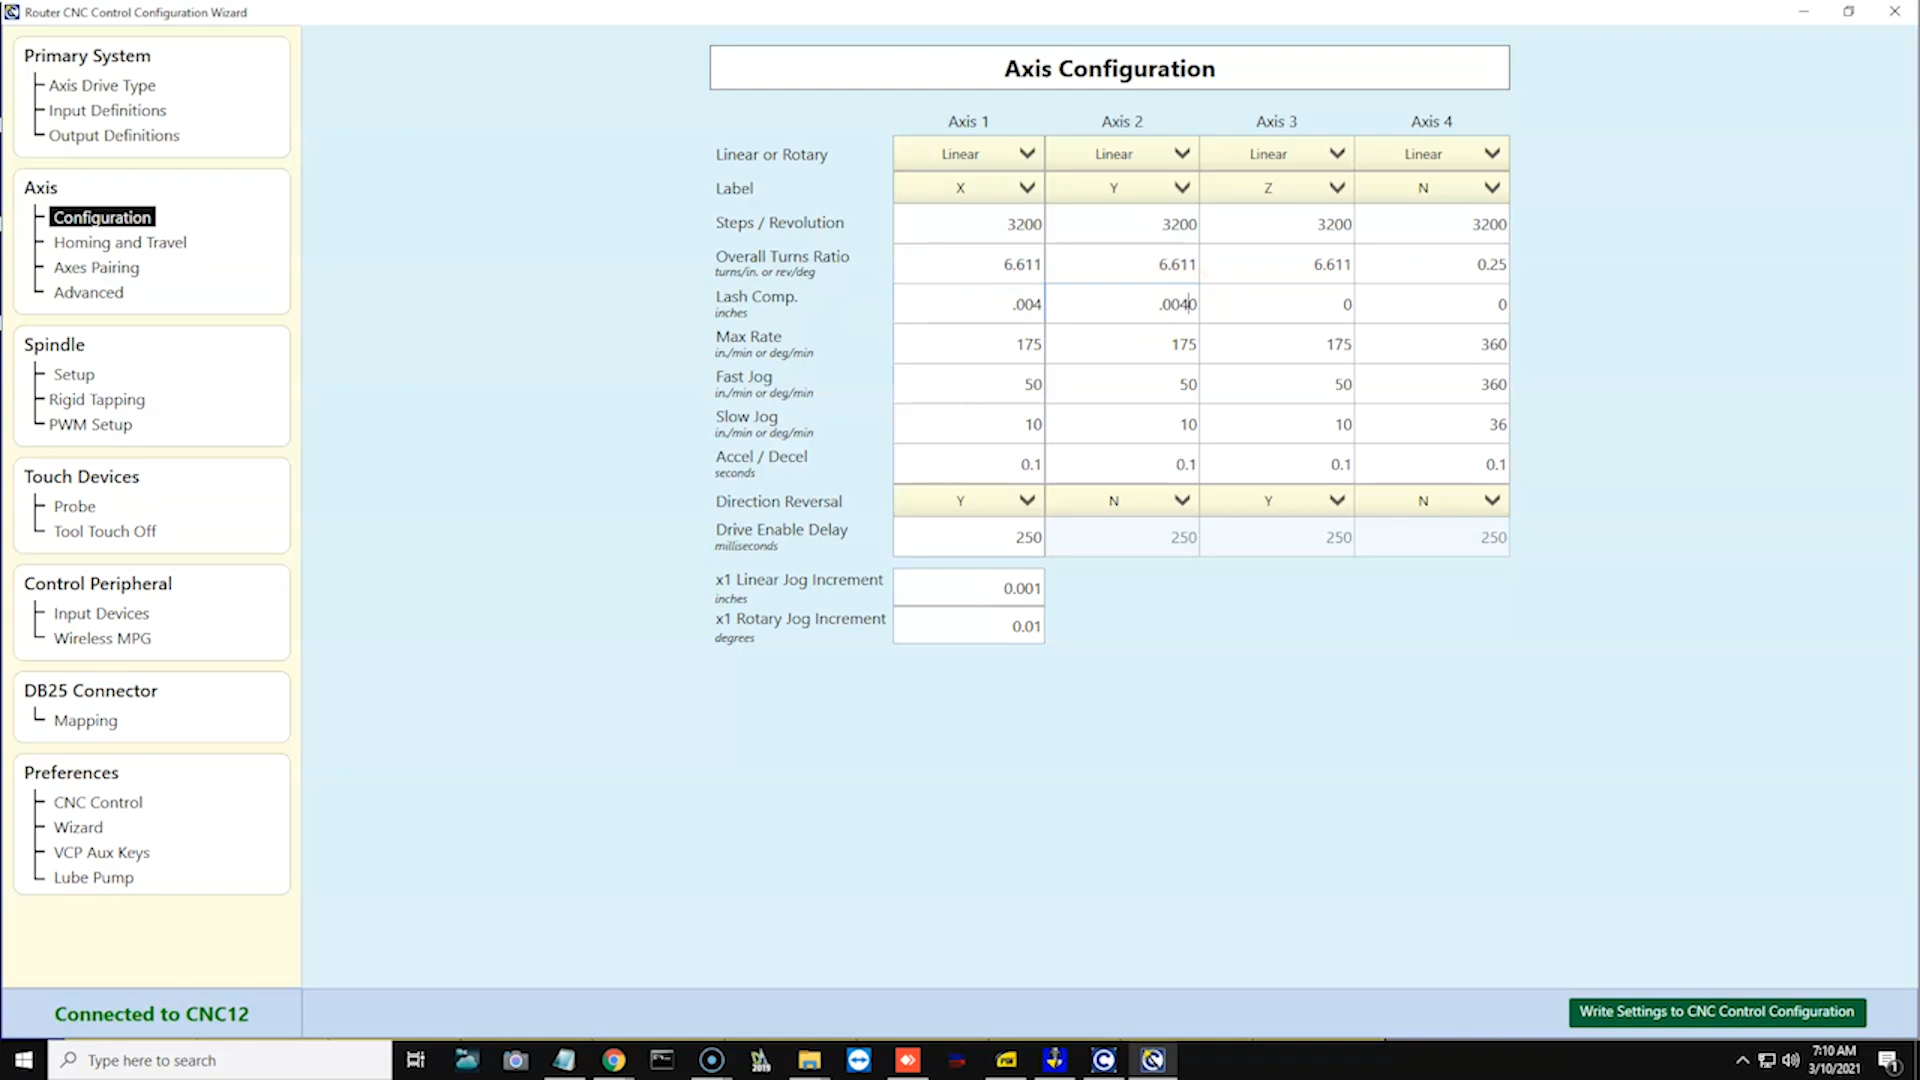 Router CNC Control Configuration Wizard
Primary System
Axis Drive Type
Input Definitions
Output Definitions
Axis
Configuration
Homing and Travel
Axes Pairing
Advanced
Spindle
Setup
Rigid Tapping
PWM Setup
Touch Devices
Probe
Tool Touch Off
Control Peripheral
Input Devices
Wireless MPG
DB25 Connector
Mapping
Preferences
CNC Control
Wizard
VCP Aux Keys
Lube Pump
Connected to CNC12
Axis Configuration
Axis 1 Axis 2 Axis 3 Axis 4
Linear or Rotary Linear Linear Linear Linear
Label X Y Z N
Steps / Revolution 3200 3200 3200 3200
Overall Turns Ratio 6.611 6.611 6.611 0.25
turns/in. or rev/deg
Lash Comp. .004 .0040 0 0
inches
Max Rate 175 175 175 360
in./min or deg/min
Fast Jog 50 50 50 360
in./min or deg/min
Slow Jog 10 10 10 36
in./min or deg/min
Accel / Decel 0.1 0.1 0.1 0.1
seconds
Direction Reversal Y N Y N
Drive Enable Delay 250 250 250 250
milliseconds
x1 Linear Jog Increment 0.001
inches
x1 Rotary Jog Increment 0.01
degrees
Write Settings to CNC Control Configuration
Type here to search
2019
7:10 AM
3/10/2021
1